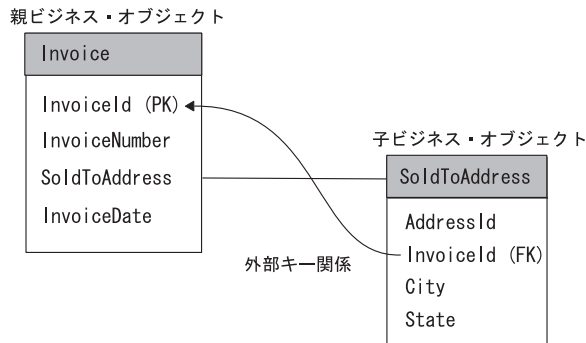 親ビジネス・オブジェクト
Invoice
InvoiceId (PK)
InvoiceNumber
SoldToAddress
InvoiceDate
子ビジネス・オブジェクト
SoldToAddress
AddressId
InvoiceId (FK)
City
State
外部キー関係